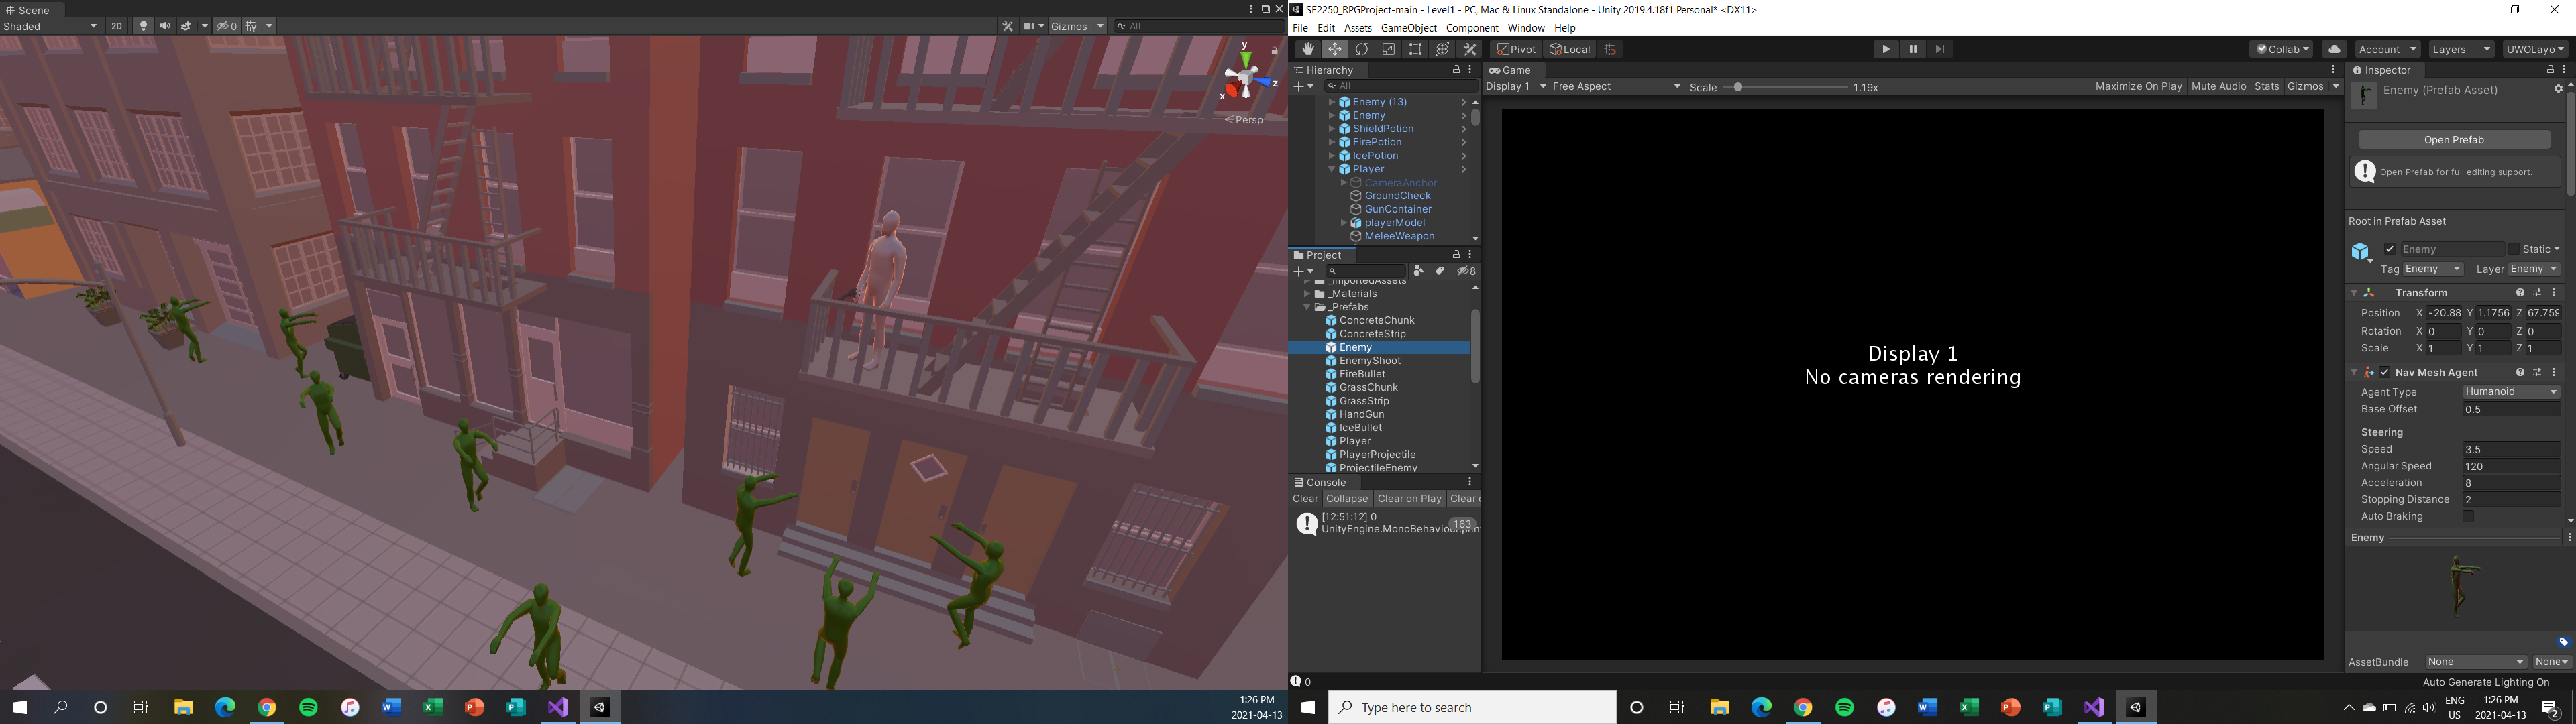 Scene
Shaded
2D
0
Gizmos
All
y
x
z
Persp
1:26 PM
2021-04-13
SE2250_RPGProject-main - Level1 - PC, Mac & Linux Standalone - Unity 2019.4.18f1 Personal* <DX11>
File Edit Assets GameObject Component Window Help
Pivot Local
Collab Account Layers UWOLayo
Hierarchy
All
Enemy (13)
Enemy
ShieldPotion
FirePotion
IcePotion
Player
CameraAnchor
GroundCheck
GunContainer
playerModel
MeleeWeapon
Project
8
_ImportedAssets
_Materials
_Prefabs
ConcreteChunk
ConcreteStrip
Enemy
EnemyShoot
FireBullet
GrassChunk
GrassStrip
HandGun
IceBullet
Player
PlayerProjectile
ProjectileEnemy
Console
Clear Collapse Clear on Play Clear
[12:51:12] 0
UnityEngine.MonoBehaviour:prin
163
0
Game
Display 1 Free Aspect Scale 1.19x Maximize On Play Mute Audio Stats Gizmos
Display 1
No cameras rendering
Inspector
Enemy (Prefab Asset)
Open Prefab
Open Prefab for full editing support.
Root in Prefab Asset
Enemy Static
Tag Enemy Layer Enemy
Transform
Position X -20.88 Y 1.1756 Z 67.759
Rotation X 0 Y 0 Z 0
Scale X 1 Y 1 Z 1
Nav Mesh Agent
Agent Type Humanoid
Base Offset 0.5
Steering
Speed 3.5
Angular Speed 120
Acceleration 8
Stopping Distance 2
Auto Braking
Enemy
AssetBundle None None
Auto Generate Lighting On
Type here to search
ENG
US
1:26 PM
2021-04-13
2